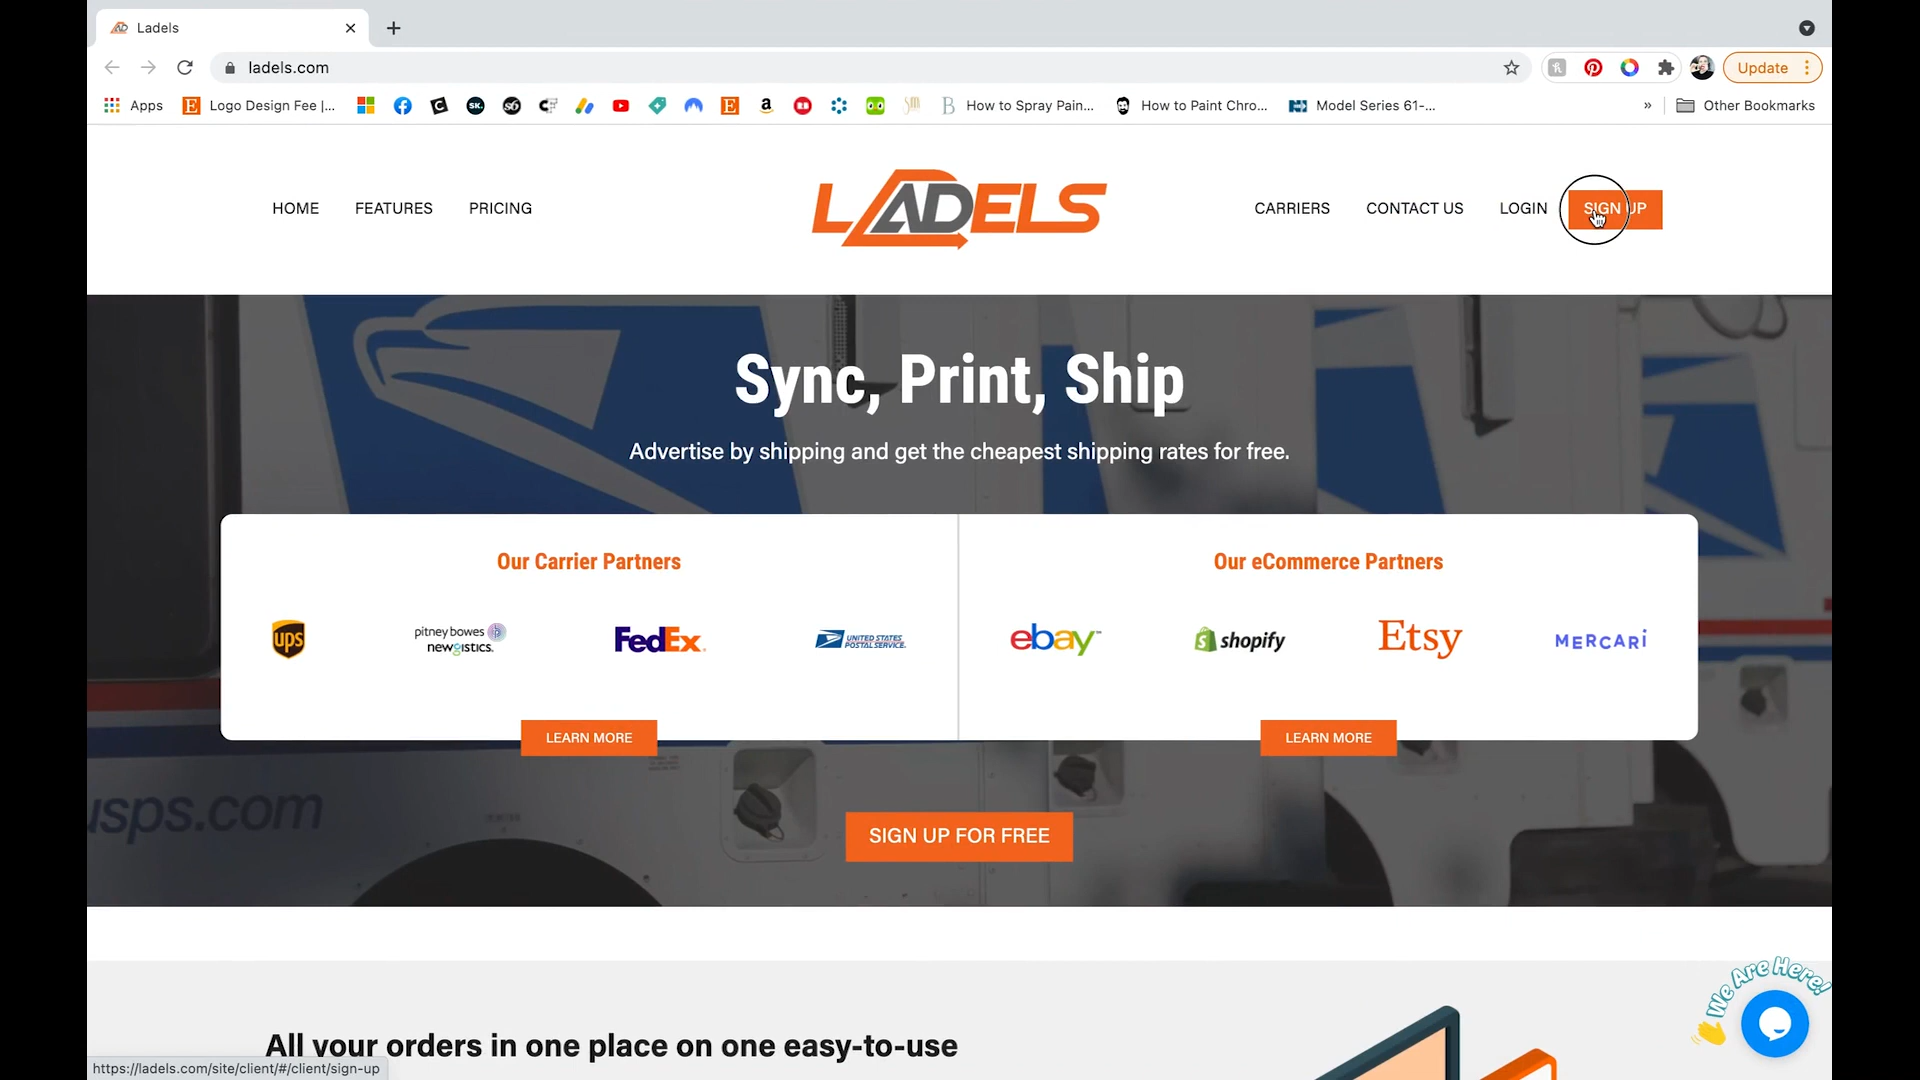 Ladels
ladels.com
Update
Apps
Logo Design Fee |...
How to Spray Pain...
How to Paint Chro...
Model Series 61-...
»
Other Bookmarks
HOME
FEATURES
PRICING
LADELS
CARRIERS
CONTACT US
LOGIN
SIGN UP
Sync, Print, Ship
Advertise by shipping and get the cheapest shipping rates for free.
Our Carrier Partners
Our eCommerce Partners
ups
pitney bowes
newgistics.
FedEx
UNITED STATES
POSTAL SERVICE.
ebay™
shopify
Etsy
MERCARI
LEARN MORE
LEARN MORE
usps.com
SIGN UP FOR FREE
We Are Here!
All your orders in one place on one easy-to-use
https://ladels.com/site/client/#/client/sign-up